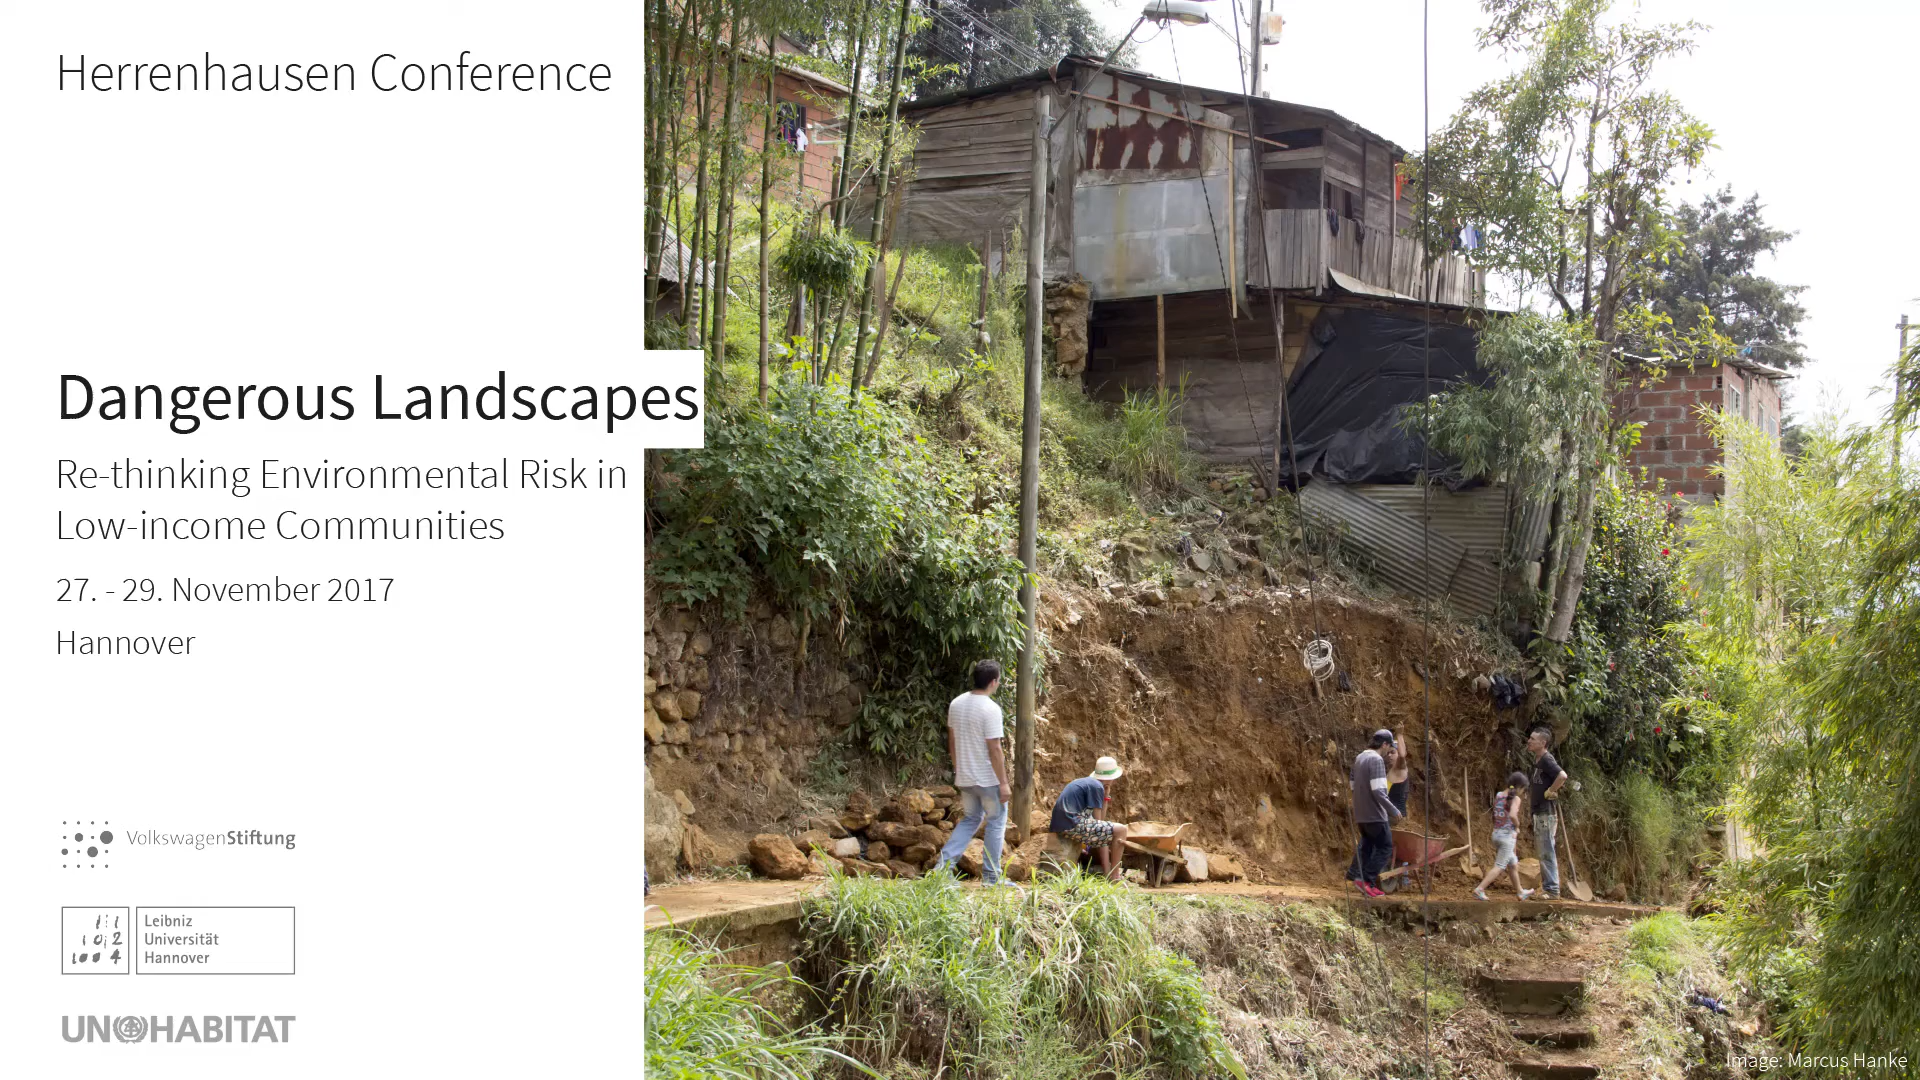 Herrenhausen Conference
Dangerous Landscapes
Re-thinking Environmental Risk in
Low-income Communities
27. - 29. November 2017
Hannover
VolkswagenStiftung
Leibniz
Universität
Hannover
UN HABITAT
Image: Marcus Hanke